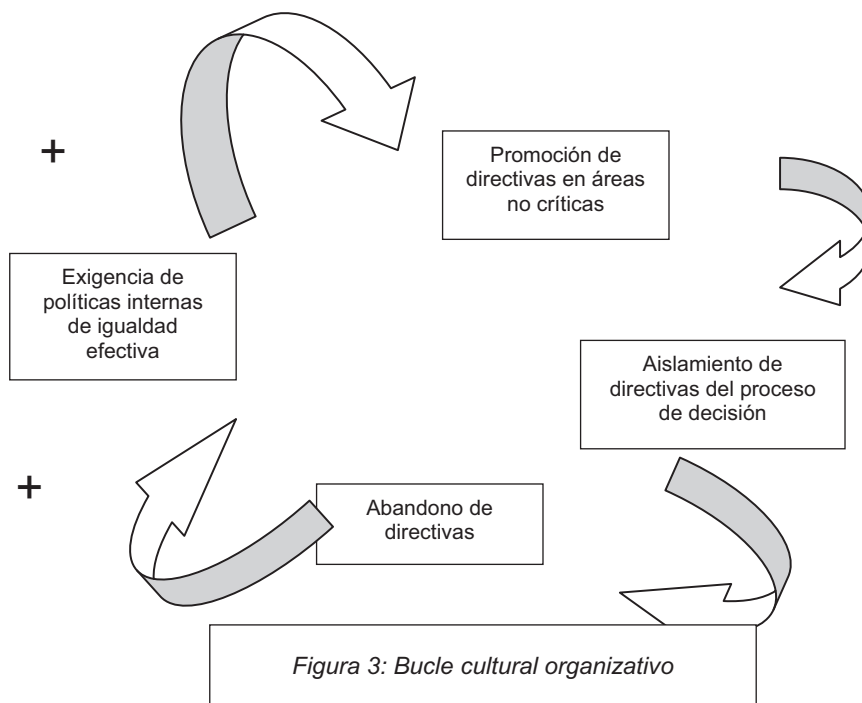 +
Promoción de
directivas en áreas
no críticas
Exigencia de
políticas internas
de igualdad
efectiva
Aislamiento de
directivas del proceso
de decisión
+
Abandono de
directivas
Figura 3: Bucle cultural organizativo